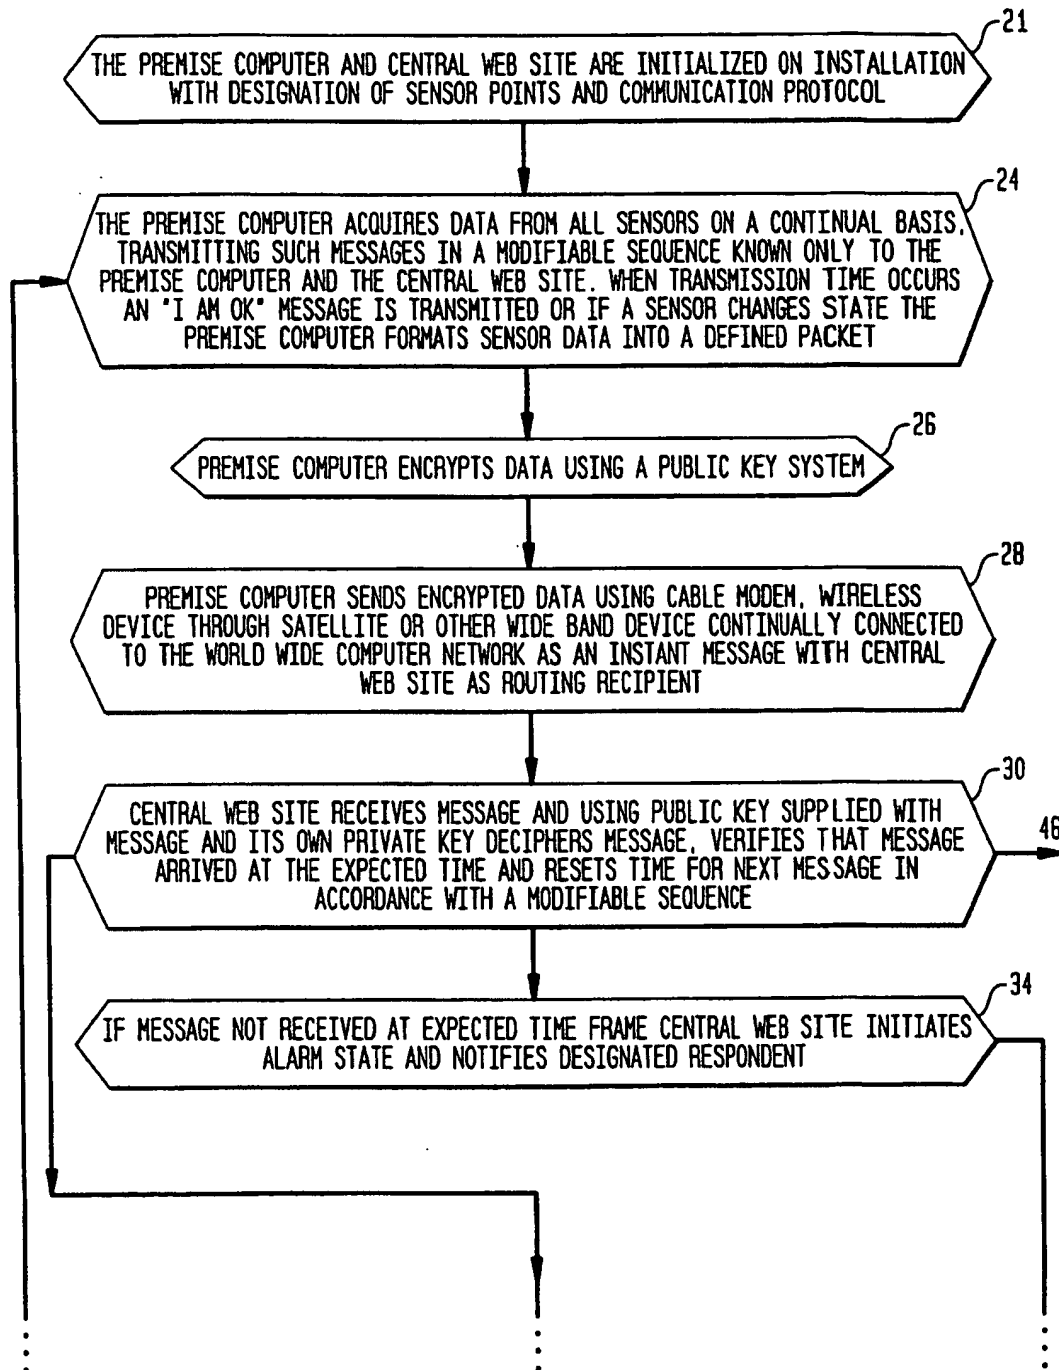 21
THE PREMISE COMPUTER AND CENTRAL WEB SITE ARE INITIALIZED ON INSTALLATION
WITH DESIGNATION OF SENSOR POINTS AND COMMUNICATION PROTOCOL
24
THE PREMISE COMPUTER ACQUIRES DATA FROM ALL SENSORS ON A CONTINUAL BASIS,
TRANSMITTING SUCH MESSAGES IN A MODIFIABLE SEQUENCE KNOWN ONLY TO THE
PREMISE COMPUTER AND THE CENTRAL WEB SITE. WHEN TRANSMISSION TIME OCCURS
AN "I AM OK" MESSAGE IS TRANSMITTED OR IF A SENSOR CHANGES STATE THE
PREMISE COMPUTER FORMATS SENSOR DATA INTO A DEFINED PACKET
26
PREMISE COMPUTER ENCRYPTS DATA USING A PUBLIC KEY SYSTEM
28
PREMISE COMPUTER SENDS ENCRYPTED DATA USING CABLE MODEM, WIRELESS
DEVICE THROUGH SATELLITE OR OTHER WIDE BAND DEVICE CONTINUALLY CONNECTED
TO THE WORLD WIDE COMPUTER NETWORK AS AN INSTANT MESSAGE WITH CENTRAL
WEB SITE AS ROUTING RECIPIENT
30
CENTRAL WEB SITE RECEIVES MESSAGE AND USING PUBLIC KEY SUPPLIED WITH
MESSAGE AND ITS OWN PRIVATE KEY DECIPHERS MESSAGE, VERIFIES THAT MESSAGE
ARRIVED AT THE EXPECTED TIME AND RESETS TIME FOR NEXT MESSAGE IN
ACCORDANCE WITH A MODIFIABLE SEQUENCE
46
34
IF MESSAGE NOT RECEIVED AT EXPECTED TIME FRAME CENTRAL WEB SITE INITIATES
ALARM STATE AND NOTIFIES DESIGNATED RESPONDENT